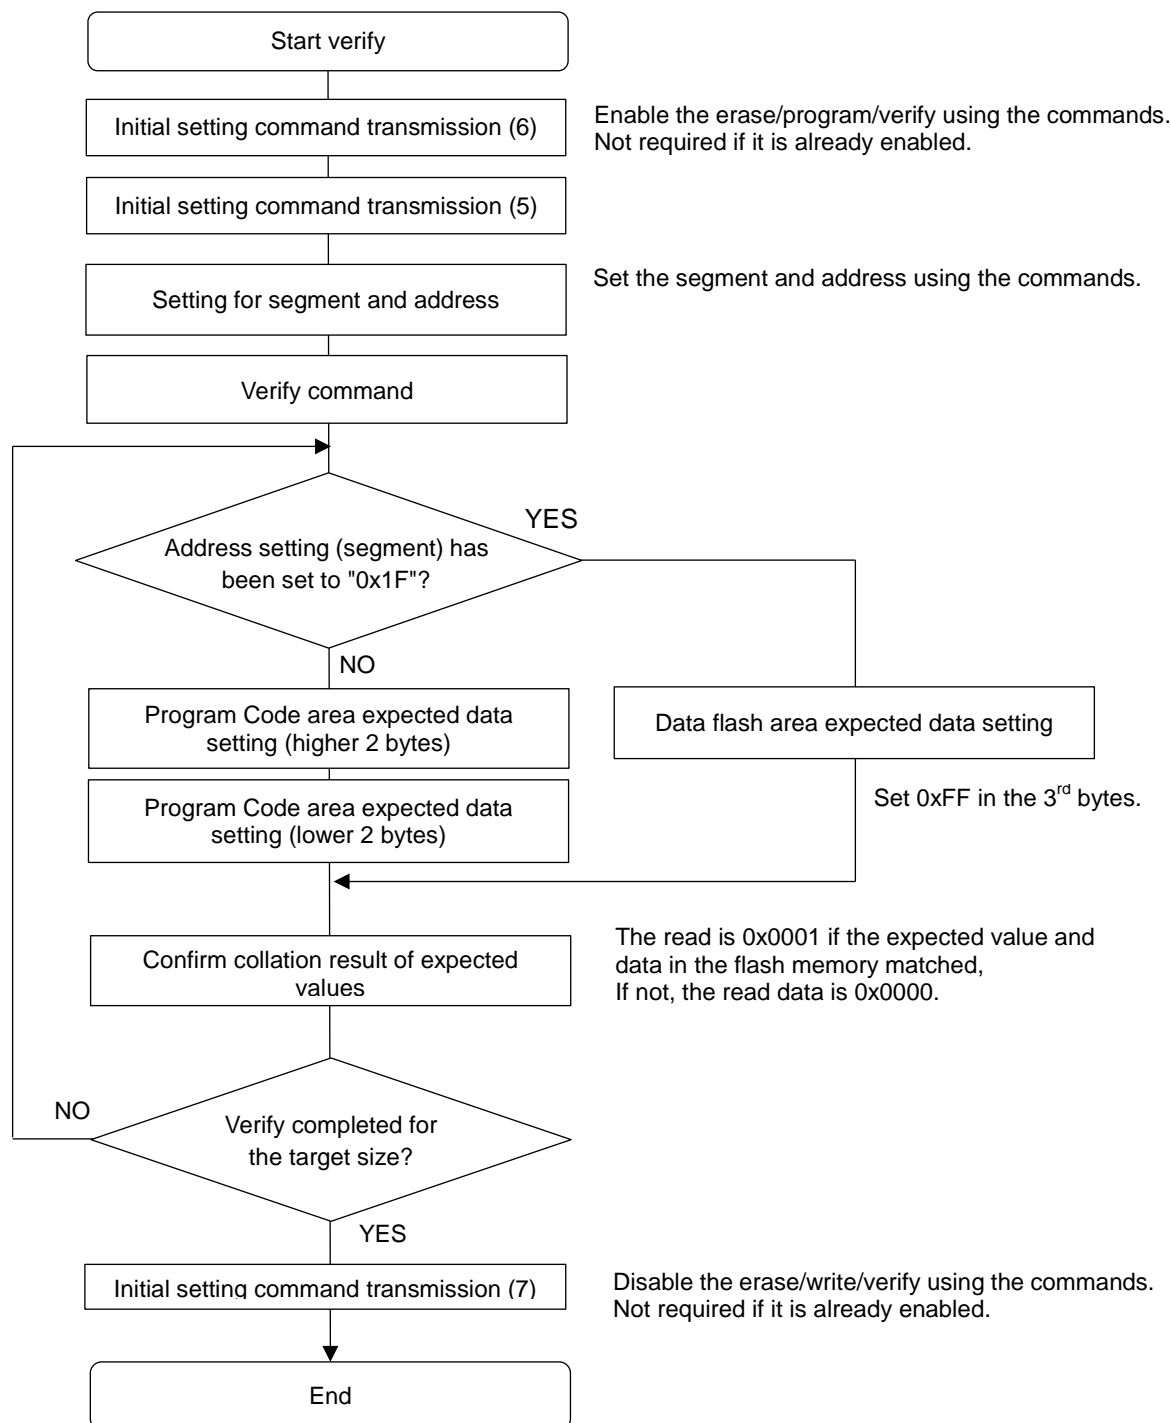 Start verify
Initial setting command transmission (6)
Enable the erase/program/verify using the commands.
Not required if it is already enabled.
Initial setting command transmission (5)
Setting for segment and address
Set the segment and address using the commands.
Verify command
YES
Address setting (segment) has
been set to "0x1F"?
NO
Program Code area expected data
setting (higher 2 bytes)
Data flash area expected data setting
Set 0xFF in the 3rd bytes.
Program Code area expected data
setting (lower 2 bytes)
Confirm collation result of expected
values
The read is 0x0001 if the expected value and
data in the flash memory matched,
If not, the read data is 0x0000.
NO
Verify completed for
the target size?
YES
Initial setting command transmission (7)
Disable the erase/write/verify using the commands.
Not required if it is already enabled.
End